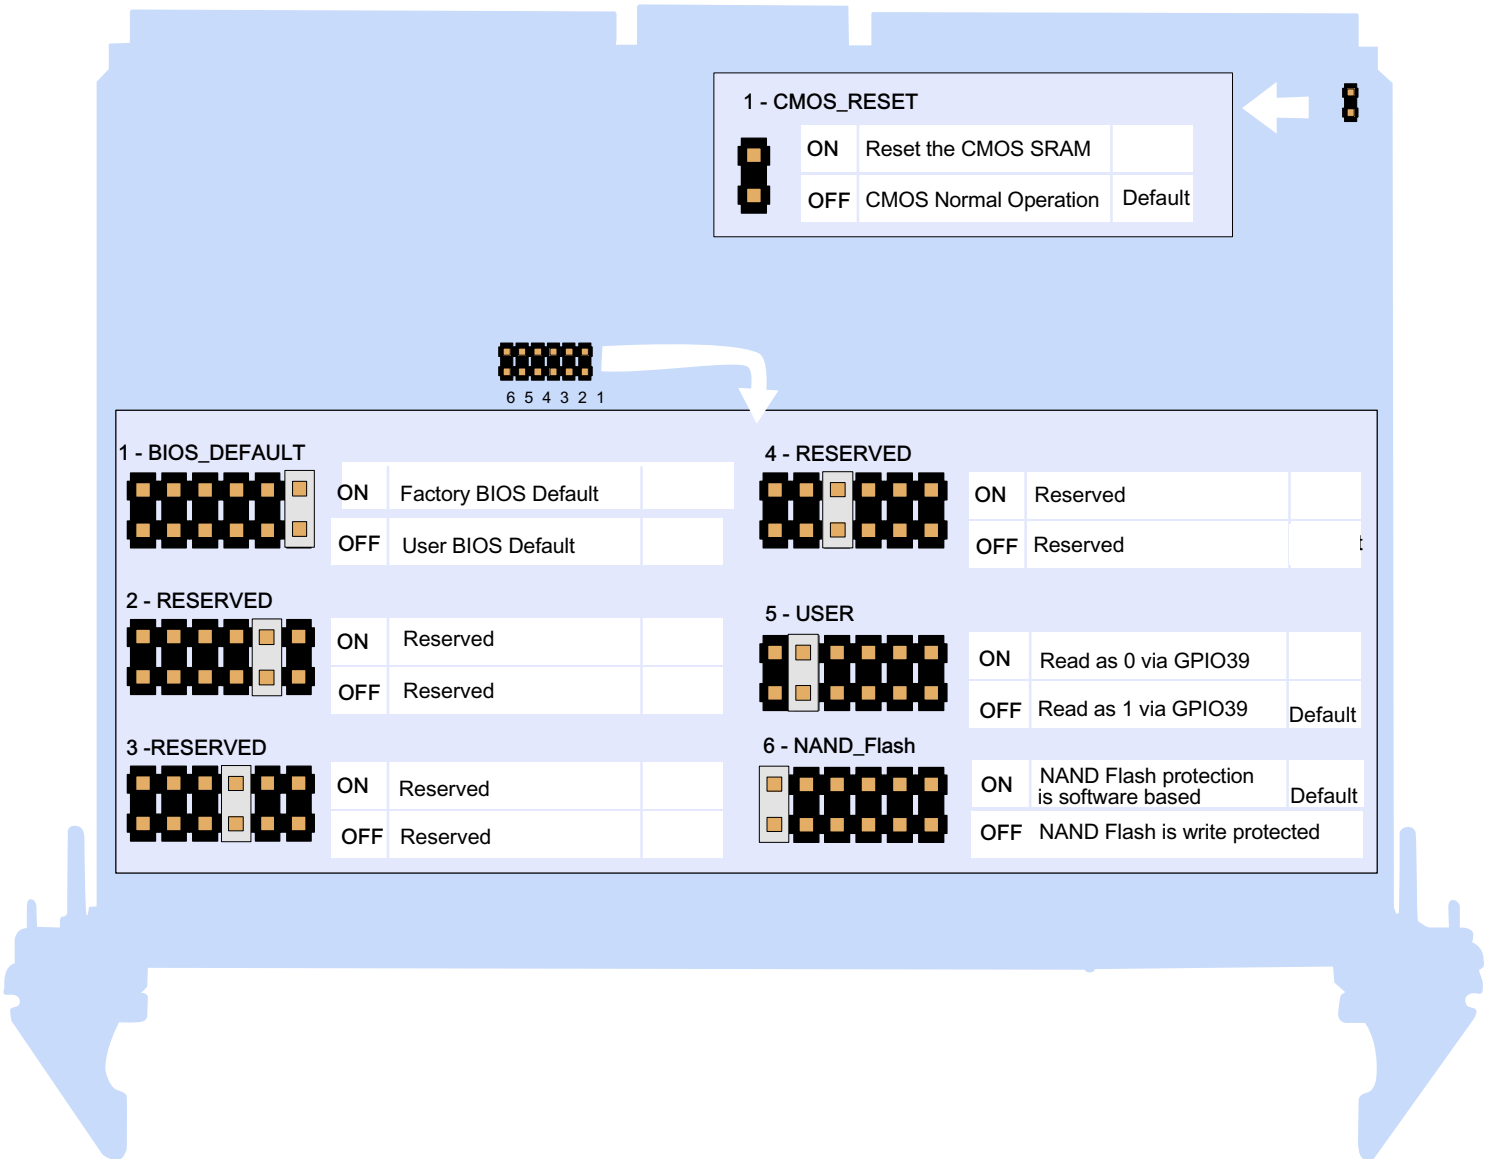 1 - CMOS_RESET
ON Reset the CMOS SRAM
OFF CMOS Normal Operation Default
6 5 4 3 2 1
1 - BIOS_DEFAULT
ON Factory BIOS Default
OFF User BIOS Default
2 - RESERVED
ON Reserved
OFF Reserved
3 -RESERVED
ON Reserved
OFF Reserved
4 - RESERVED
ON Reserved
OFF Reserved
5 - USER
ON Read as 0 via GPIO39
OFF Read as 1 via GPIO39 Default
6 - NAND_Flash
ON NAND Flash protection
is software based Default
OFF NAND Flash is write protected